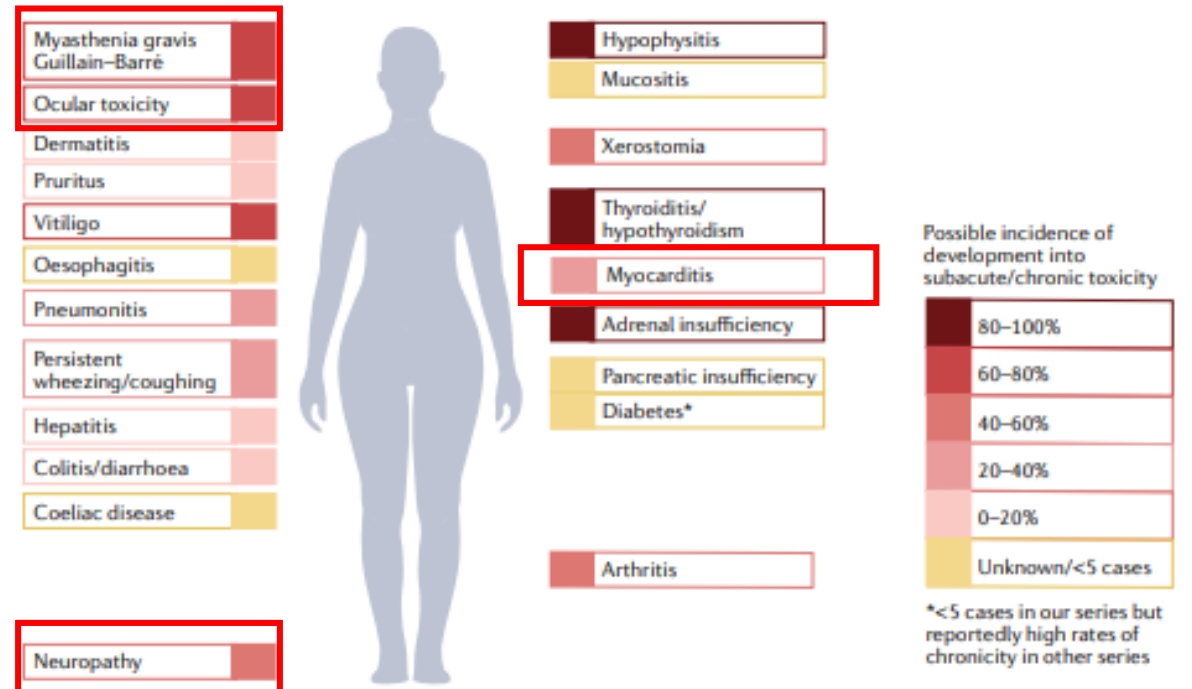 Myasthenia gravis
Guillain–Barré
Ocular toxicity
Dermatitis
Pruritus
Vitiligo
Oesophagitis
Pneumonitis
Persistent
wheezing/coughing
Hepatitis
Colitis/diarrhoea
Coeliac disease
Neuropathy
Hypophysitis
Mucositis
Xerostomia
Thyroiditis/
hypothyroidism
Myocarditis
Adrenal insufficiency
Pancreatic insufficiency
Diabetes*
Arthritis
Possible incidence of
development into
subacute/chronic toxicity
80–100%
60–80%
40–60%
20–40%
0–20%
Unknown/<5 cases
*<5 cases in our series but
reportedly high rates of
chronicity in other series